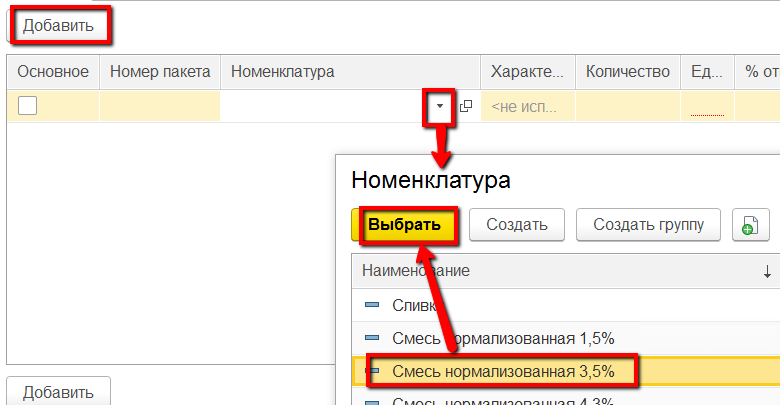 Добавить
Основное Номер пакета Номенклатура Характе... Количество Ед... % от
<не исп...
Номенклатура
Выбрать Создать Создать группу
Наименование
Сливк
Смесь нормализованная 1,5%
Смесь нормализованная 3,5%
Смесь нормализованная 4,3%
Добавить